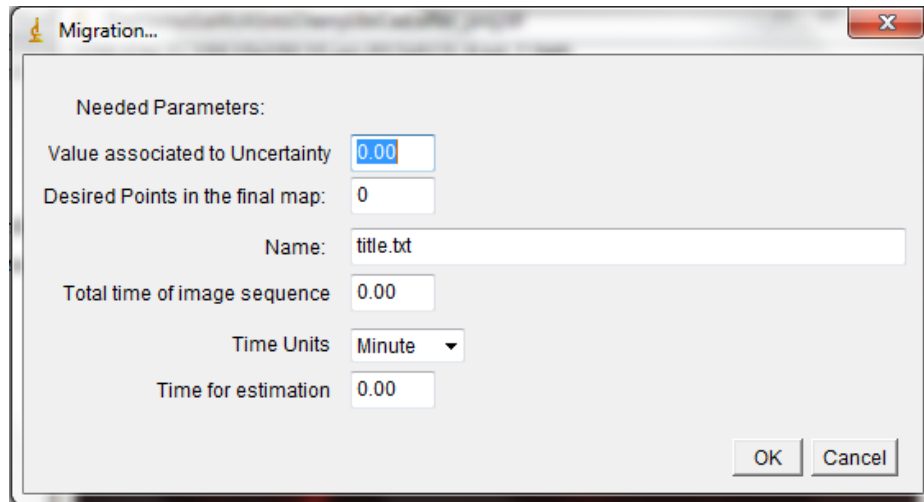 Migration...
Needed Parameters:
Value associated to Uncertainty 0.00
Desired Points in the final map: 0
Name: title.txt
Total time of image sequence 0.00
Time Units Minute
Time for estimation 0.00
OK Cancel